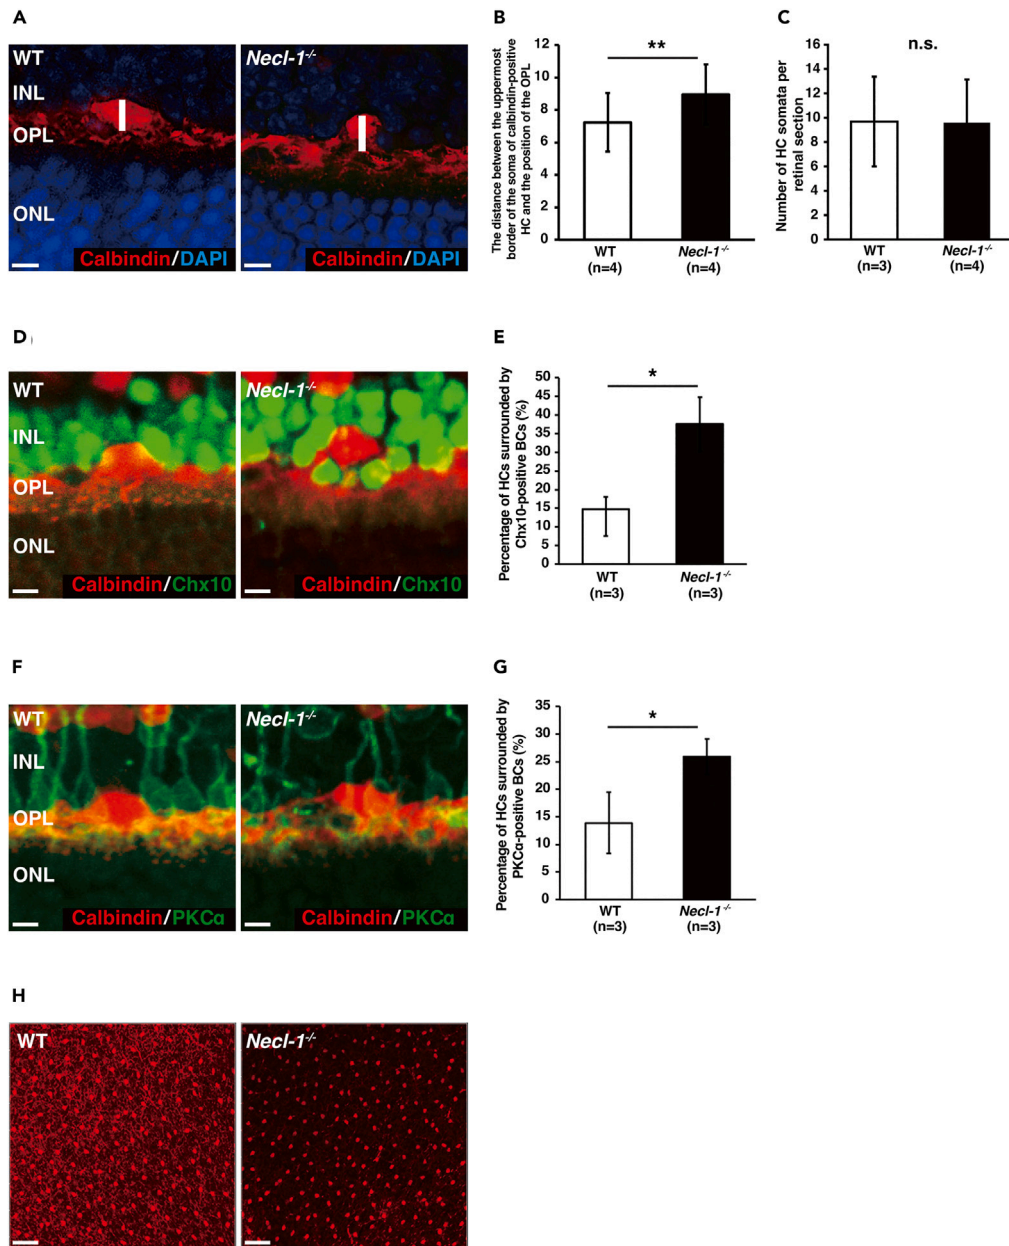 A
WT
INL
OPL
ONL
Calbindin/DAPI
Necl-1-/-
Calbindin/DAPI
B
The distance between the uppermost
border of the soma of calbindin-positive
HC and the position of the OPL
12
10
8
6
4
2
0
**
WT
(n=4)
Necl-1-/-
(n=4)
C
Number of HC somata per
retinal section
16
14
12
10
8
6
4
2
0
n.s.
WT
(n=3)
Necl-1-/-
(n=4)
D
WT
INL
OPL
ONL
Calbindin/Chx10
Necl-1-/-
Calbindin/Chx10
E
Percentage of HCs surrounded by
Chx10-positive BCs (%)
50
45
40
35
30
25
20
15
10
5
0
*
WT
(n=3)
Necl-1-/-
(n=3)
F
WT
INL
OPL
ONL
Calbindin/PKCα
Necl-1-/-
Calbindin/PKCα
G
Percentage of HCs surrounded by
PKCα-positive BCs (%)
35
30
25
20
15
10
5
0
*
WT
(n=3)
Necl-1-/-
(n=3)
H
WT
Necl-1-/-